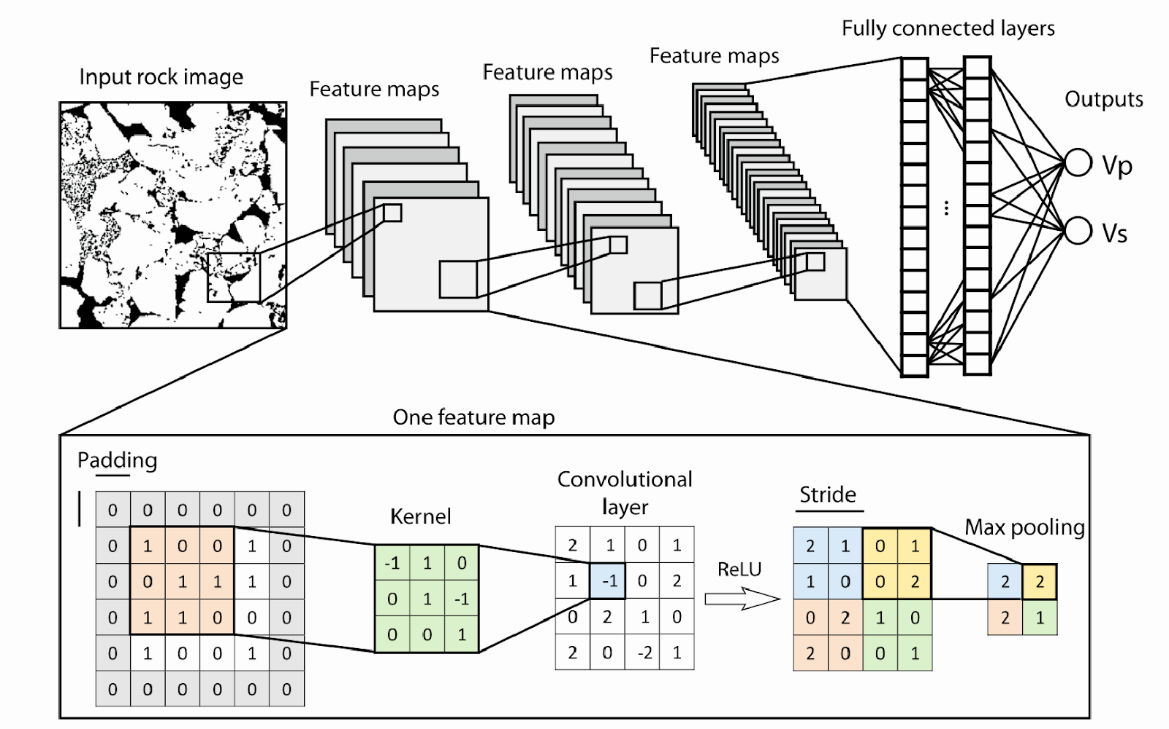 Fully connected layers
Feature maps
Feature maps
Input rock image
Feature maps
Outputs
Vp
...
Vs
One feature map
Padding
Convolutional
layer
Stride
Kernel
Max pooling
ReLU
0 0 0 0 0 0
0 1 0 0 1 0
0 0 1 1 1 0
0 1 1 0 0 0
0 1 0 0 1 0
0 0 0 0 0 0
-1 1 0
0 1 -1
0 0 1
2 1 0 1
1 -1 0 2
0 2 1 0
2 0 -2 1
2 1 0 1
1 0 0 2
0 2 1 0
2 0 0 1
2 2
2 1